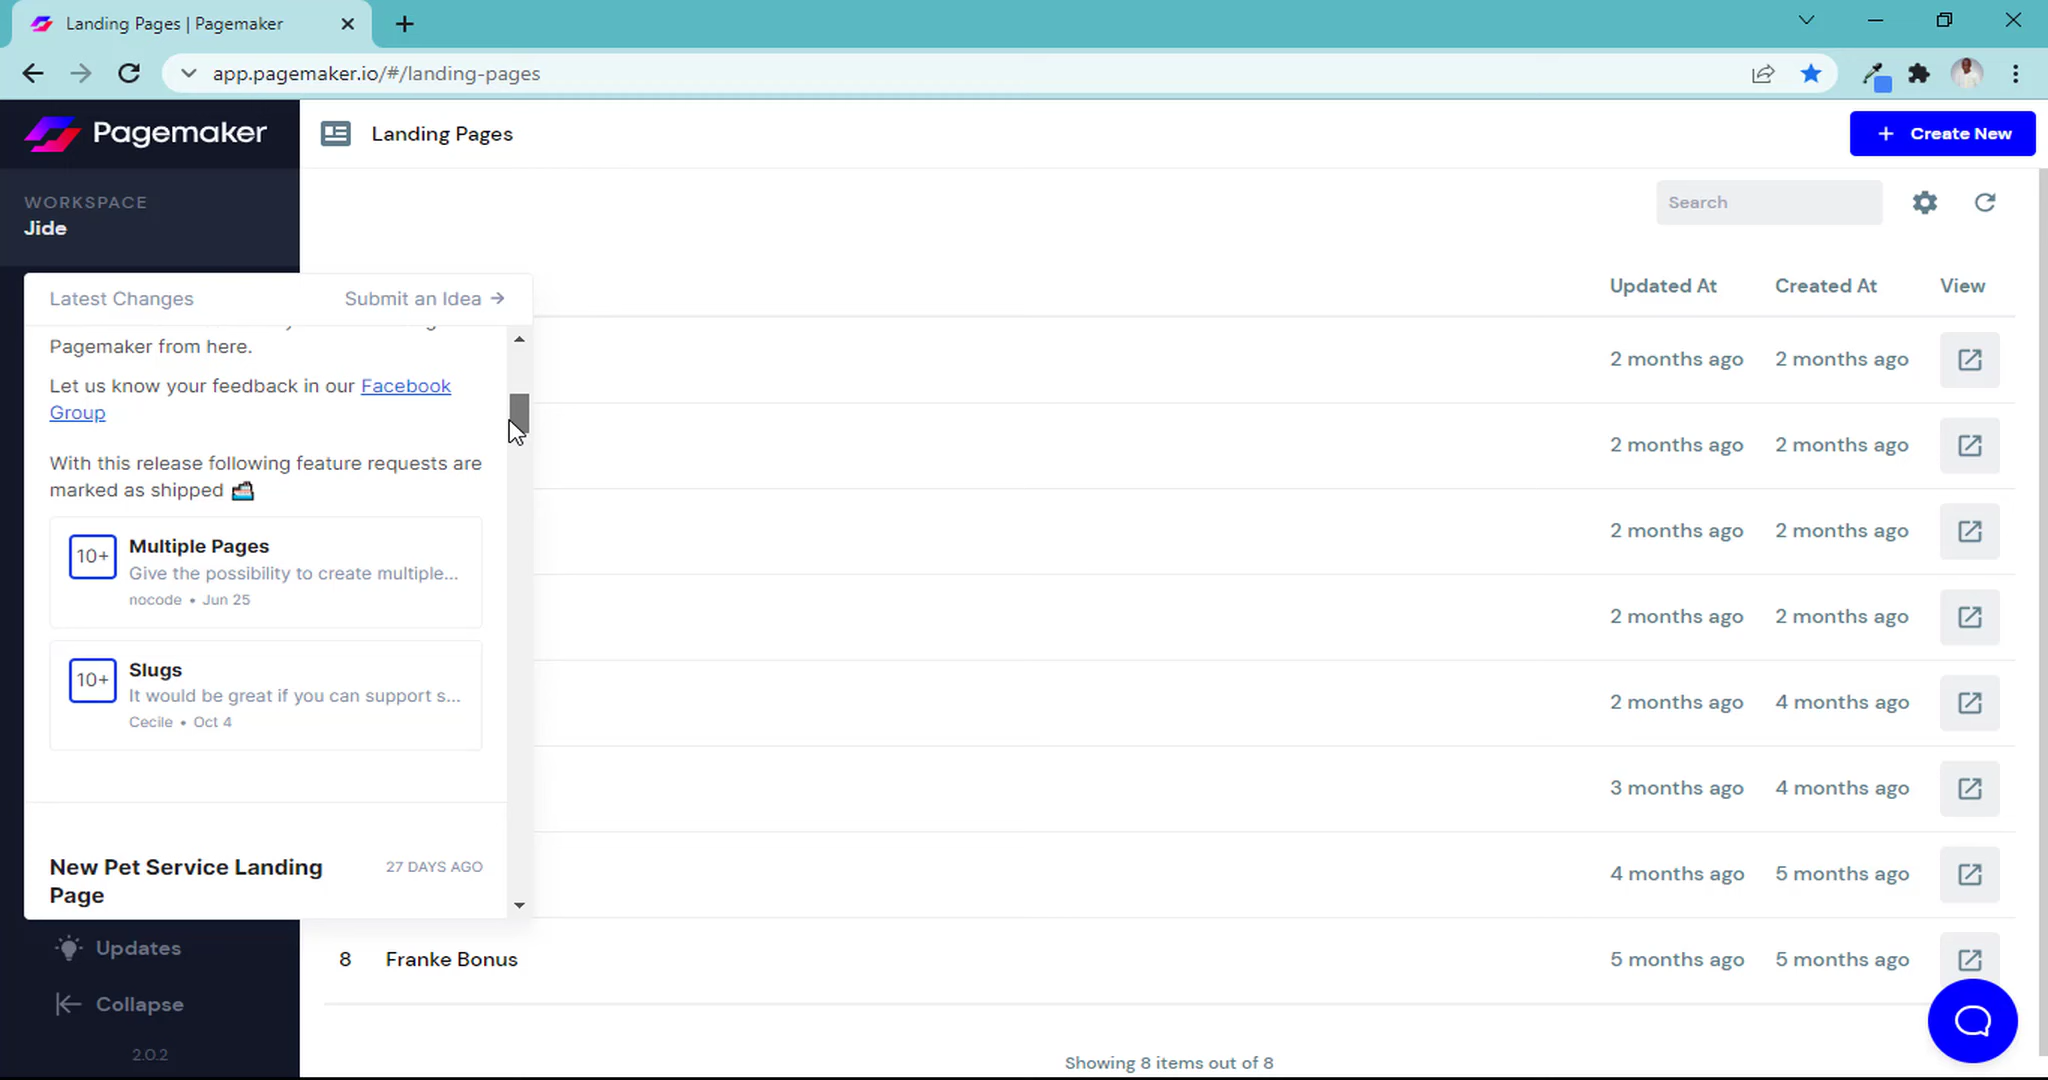 Landing Pages | Pagemaker
app.pagemaker.io/#/landing-pages
Pagemaker
Landing Pages
Create New
WORKSPACE
Jide
Search
Latest Changes
Submit an Idea →
Updated At
Created At
View
Pagemaker from here.
Let us know your feedback in our Facebook
Group
With this release following feature requests are
marked as shipped 🚢
10+
Multiple Pages
Give the possibility to create multiple...
nocode • Jun 25
10+
Slugs
It would be great if you can support s...
Cecile • Oct 4
New Pet Service Landing
Page
27 DAYS AGO
2 months ago 2 months ago
2 months ago 2 months ago
2 months ago 2 months ago
2 months ago 2 months ago
2 months ago 4 months ago
3 months ago 4 months ago
4 months ago 5 months ago
8 Franke Bonus 5 months ago 5 months ago
Updates
Collapse
2.0.2
Showing 8 items out of 8